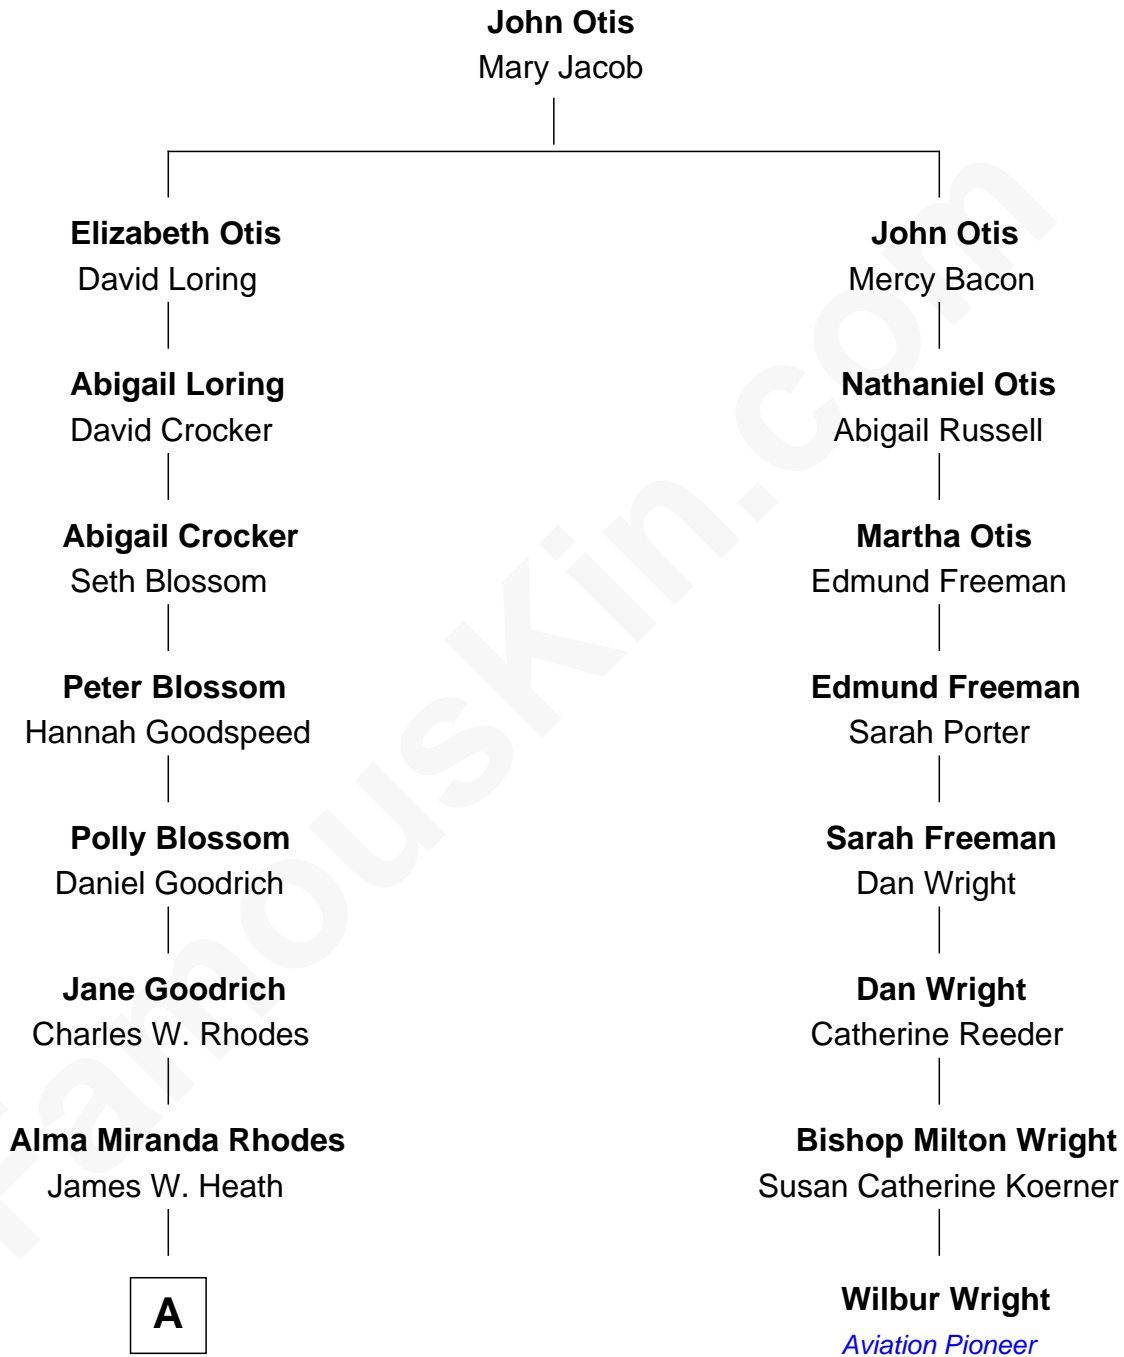 John Otis
Mary Jacob
Elizabeth Otis
David Loring
John Otis
Mercy Bacon
Abigail Loring
David Crocker
Nathaniel Otis
Abigail Russell
Abigail Crocker
Seth Blossom
Martha Otis
Edmund Freeman
Peter Blossom
Hannah Goodspeed
Edmund Freeman
Sarah Porter
Polly Blossom
Daniel Goodrich
Sarah Freeman
Dan Wright
Jane Goodrich
Charles W. Rhodes
Dan Wright
Catherine Reeder
Alma Miranda Rhodes
James W. Heath
Bishop Milton Wright
Susan Catherine Koerner
A
Wilbur Wright
Aviation Pioneer
FamousKin.com